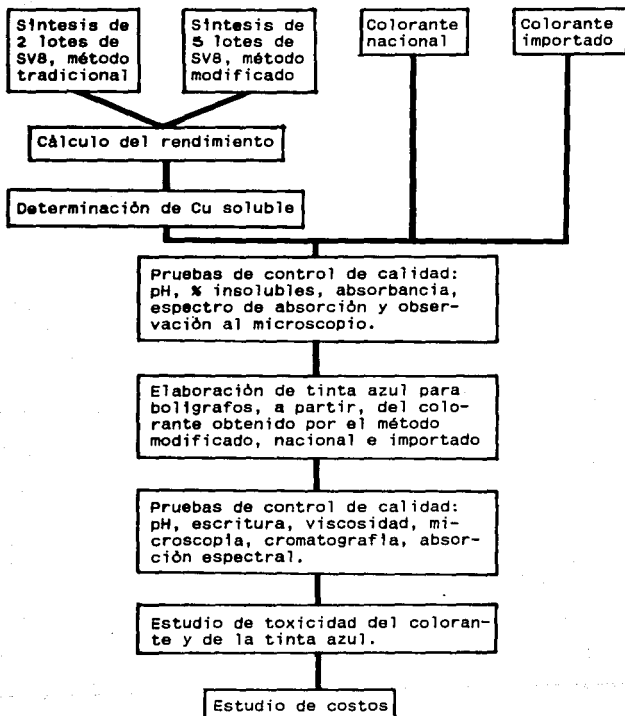 Síntesis de
2 lotes de
SV8, método
tradicional
Síntesis de
5 lotes de
SV8, método
modificado
Colorante
nacional
Colorante
importado
Cálculo del rendimiento
Determinación de Cu soluble
Pruebas de control de calidad:
pH, % insolubles, absorbancia,
espectro de absorción y obser-
vación al microscopio.
Elaboración de tinta azul para
bolígrafos, a partir, del colo-
rante obtenido por el método
modificado, nacional e importado
Pruebas de control de calidad:
pH, escritura, viscosidad, mi-
croscopía, cromatografía, absor-
ción espectral.
Estudio de toxicidad del coloran-
te y de la tinta azul.
Estudio de costos